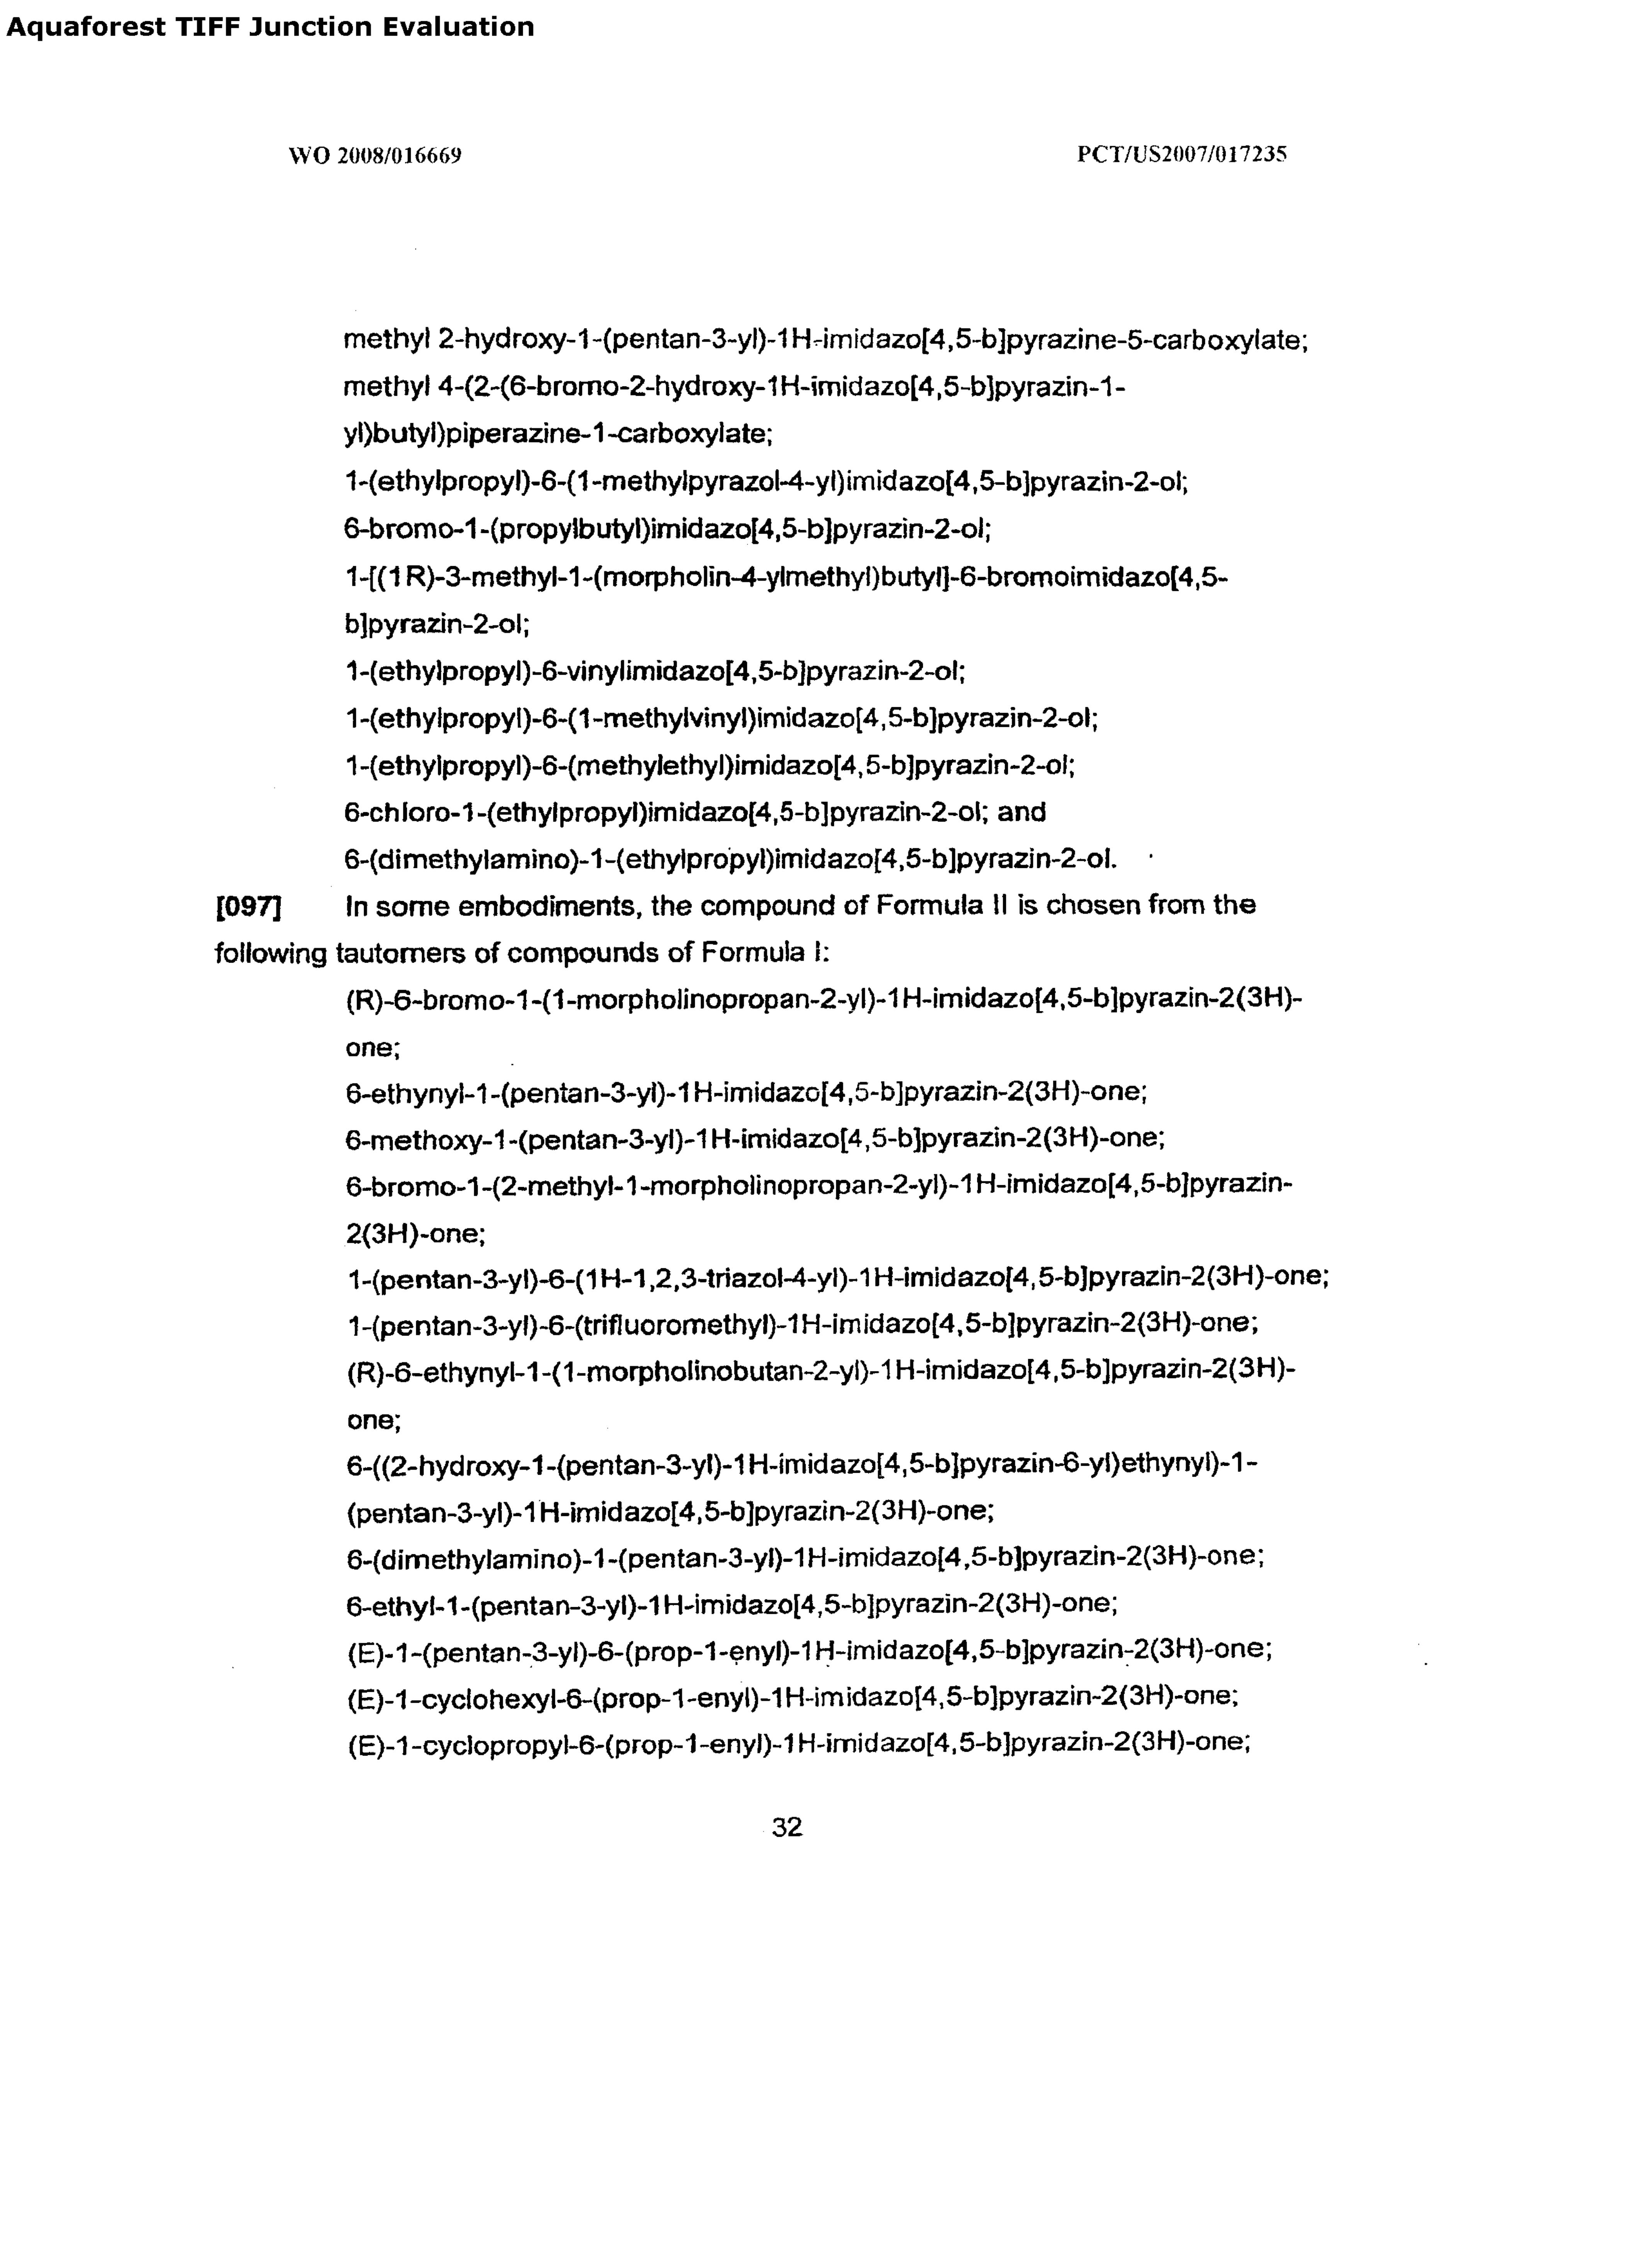 Aquaforest TIFF Junction Evaluation
WO 2008/016669 PCT/US2007/017235
methyl 2-hydroxy-1-(pentan-3-yl)-1H-imidazo[4,5-b]pyrazine-5-carboxylate;
methyl 4-(2-(6-bromo-2-hydroxy-1H-imidazo[4,5-b]pyrazin-1-
yl)butyl)piperazine-1-carboxylate;
1-(ethylpropyl)-6-(1-methylpyrazol-4-yl)imidazo[4,5-b]pyrazin-2-ol;
6-bromo-1-(propylbutyl)imidazo[4,5-b]pyrazin-2-ol;
1-[(1R)-3-methyl-1-(morpholin-4-ylmethyl)butyl]-6-bromoimidazo[4,5-
b]pyrazin-2-ol;
1-(ethylpropyl)-6-vinylimidazo[4,5-b]pyrazin-2-ol;
1-(ethylpropyl)-6-(1-methylvinyl)imidazo[4,5-b]pyrazin-2-ol;
1-(ethylpropyl)-6-(methylethyl)imidazo[4,5-b]pyrazin-2-ol;
6-chloro-1-(ethylpropyl)imidazo[4,5-b]pyrazin-2-ol; and
6-(dimethylamino)-1-(ethylpropyl)imidazo[4,5-b]pyrazin-2-ol.
[097] In some embodiments, the compound of Formula II is chosen from the
following tautomers of compounds of Formula I:
(R)-6-bromo-1-(1-morpholinopropan-2-yl)-1H-imidazo[4,5-b]pyrazin-2(3H)-
one;
6-ethynyl-1-(pentan-3-yl)-1H-imidazo[4,5-b]pyrazin-2(3H)-one;
6-methoxy-1-(pentan-3-yl)-1H-imidazo[4,5-b]pyrazin-2(3H)-one;
6-bromo-1-(2-methyl-1-morpholinopropan-2-yl)-1H-imidazo[4,5-b]pyrazin-
2(3H)-one;
1-(pentan-3-yl)-6-(1H-1,2,3-triazol-4-yl)-1H-imidazo[4,5-b]pyrazin-2(3H)-one;
1-(pentan-3-yl)-6-(trifluoromethyl)-1H-imidazo[4,5-b]pyrazin-2(3H)-one;
(R)-6-ethynyl-1-(1-morpholinobutan-2-yl)-1H-imidazo[4,5-b]pyrazin-2(3H)-
one;
6-((2-hydroxy-1-(pentan-3-yl)-1H-imidazo[4,5-b]pyrazin-6-yl)ethynyl)-1-
(pentan-3-yl)-1H-imidazo[4,5-b]pyrazin-2(3H)-one;
6-(dimethylamino)-1-(pentan-3-yl)-1H-imidazo[4,5-b]pyrazin-2(3H)-one;
6-ethyl-1-(pentan-3-yl)-1H-imidazo[4,5-b]pyrazin-2(3H)-one;
(E)-1-(pentan-3-yl)-6-(prop-1-enyl)-1H-imidazo[4,5-b]pyrazin-2(3H)-one;
(E)-1-cyclohexyl-6-(prop-1-enyl)-1H-imidazo[4,5-b]pyrazin-2(3H)-one;
(E)-1-cyclopropyl-6-(prop-1-enyl)-1H-imidazo[4,5-b]pyrazin-2(3H)-one;
32